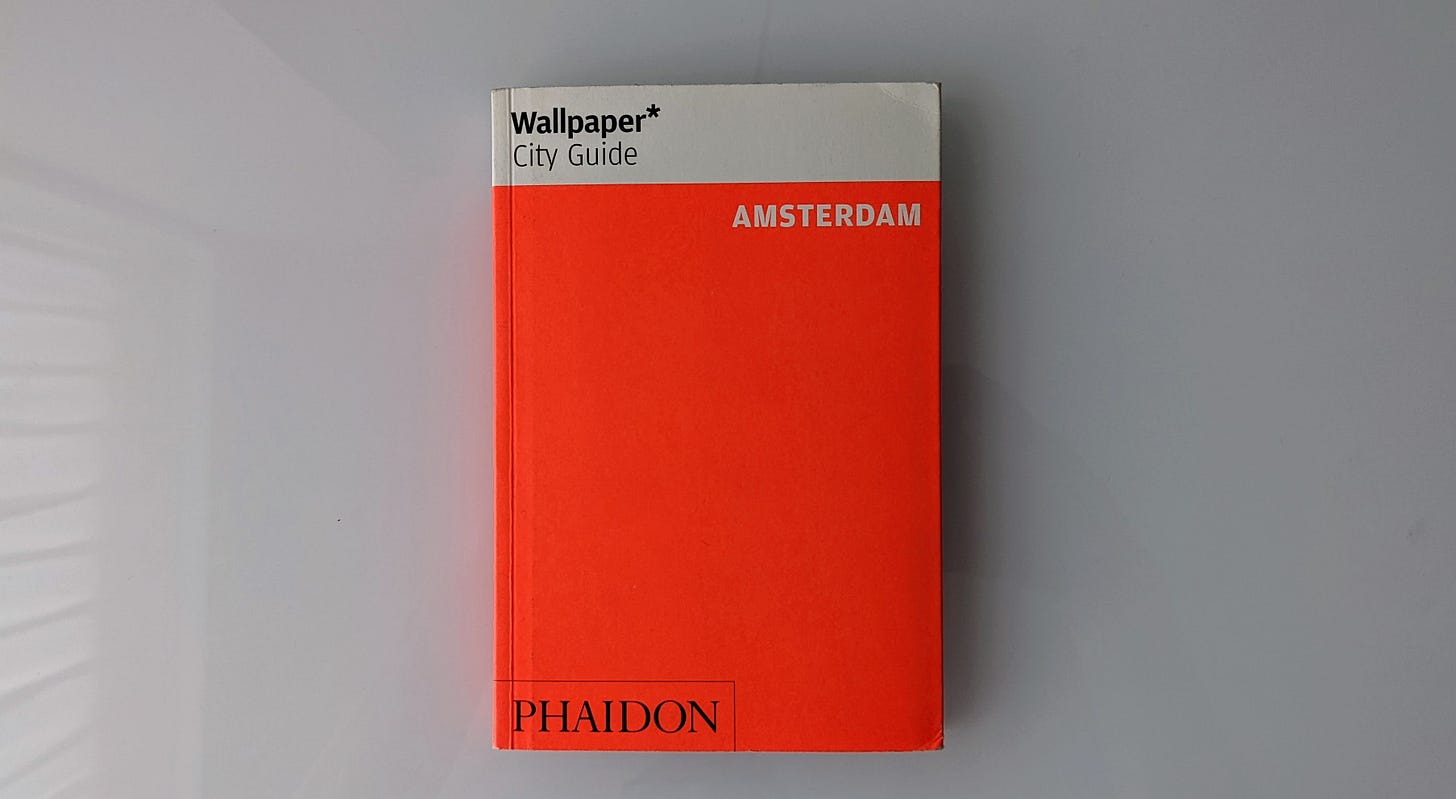 Wallpaper*
City Guide
AMSTERDAM
PHAIDON